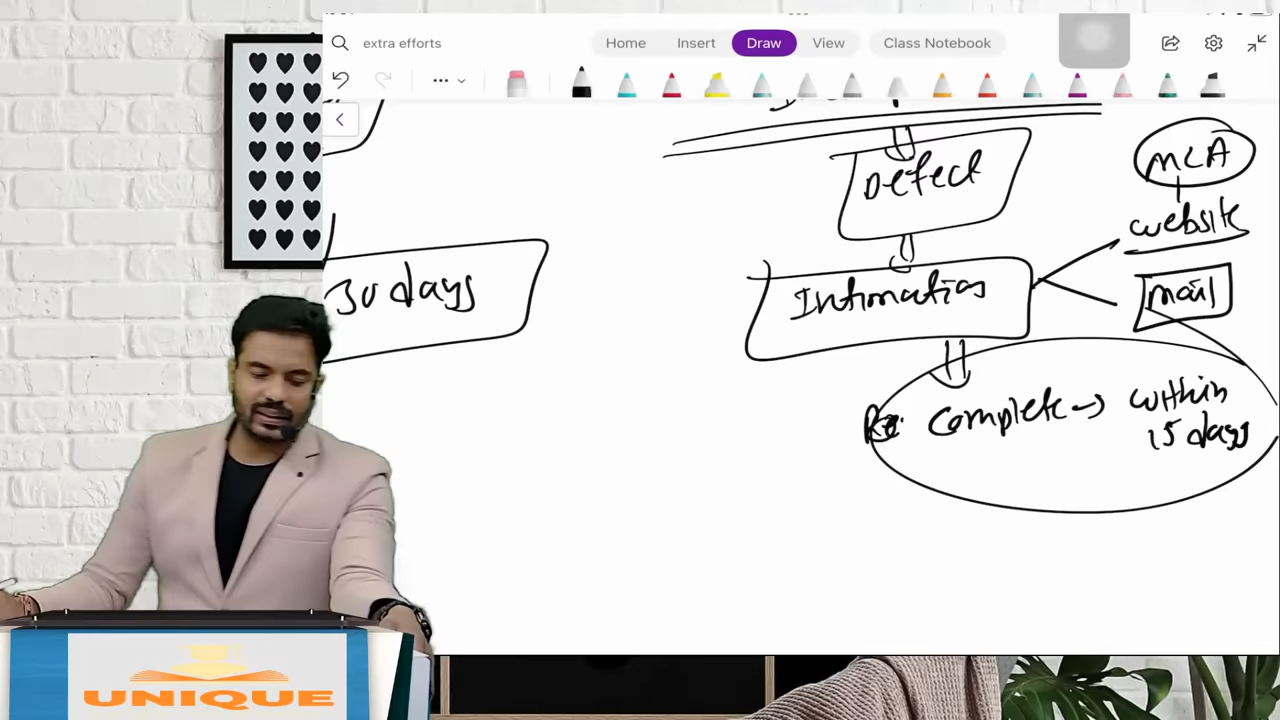 extra efforts
Home
Insert
Draw
View
Class Notebook
Defect
MCA
website
30 days
Intimation
mail
complete → within
15 days
UNIQUE